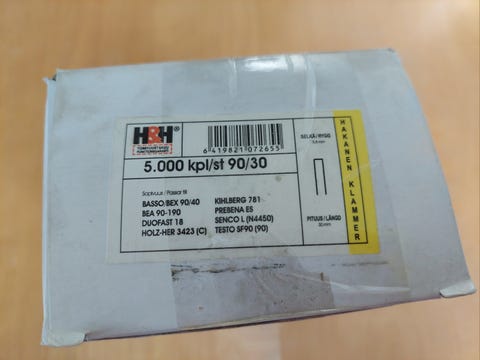 H&H®
6 419821 072653
5.000 kpl/st 90/30
Sopivuus / Passar till
BASSO/BEX 90/40
BEA 90-190
DUOFAST 18
HOLZ-HER 3423 (C)
KIHLBERG 781
PREBENA ES
SENCO L (N4450)
TESTO SF90 (90)
SELKÄ / RYGG
PITUUS / LÄNGD
30 mm
HAKANEN KLAMMER